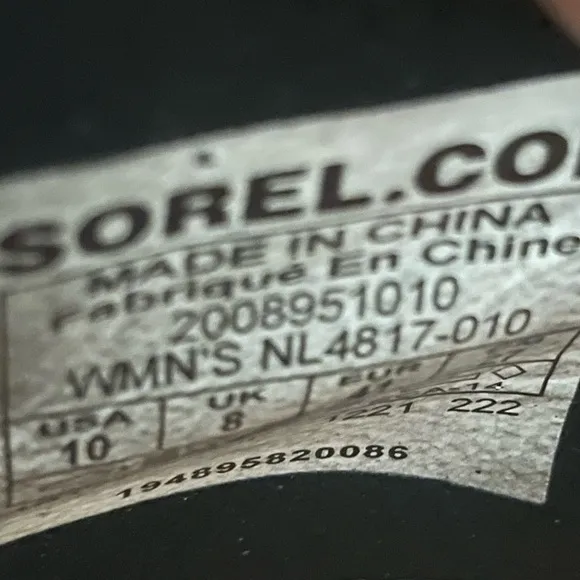 SOREL.CO
MADE IN CHINA
Fabriqué En Chine
2008951010
WMN'S NL4817-010
USA UK EUR
10 8 41
1221 222
194895820086